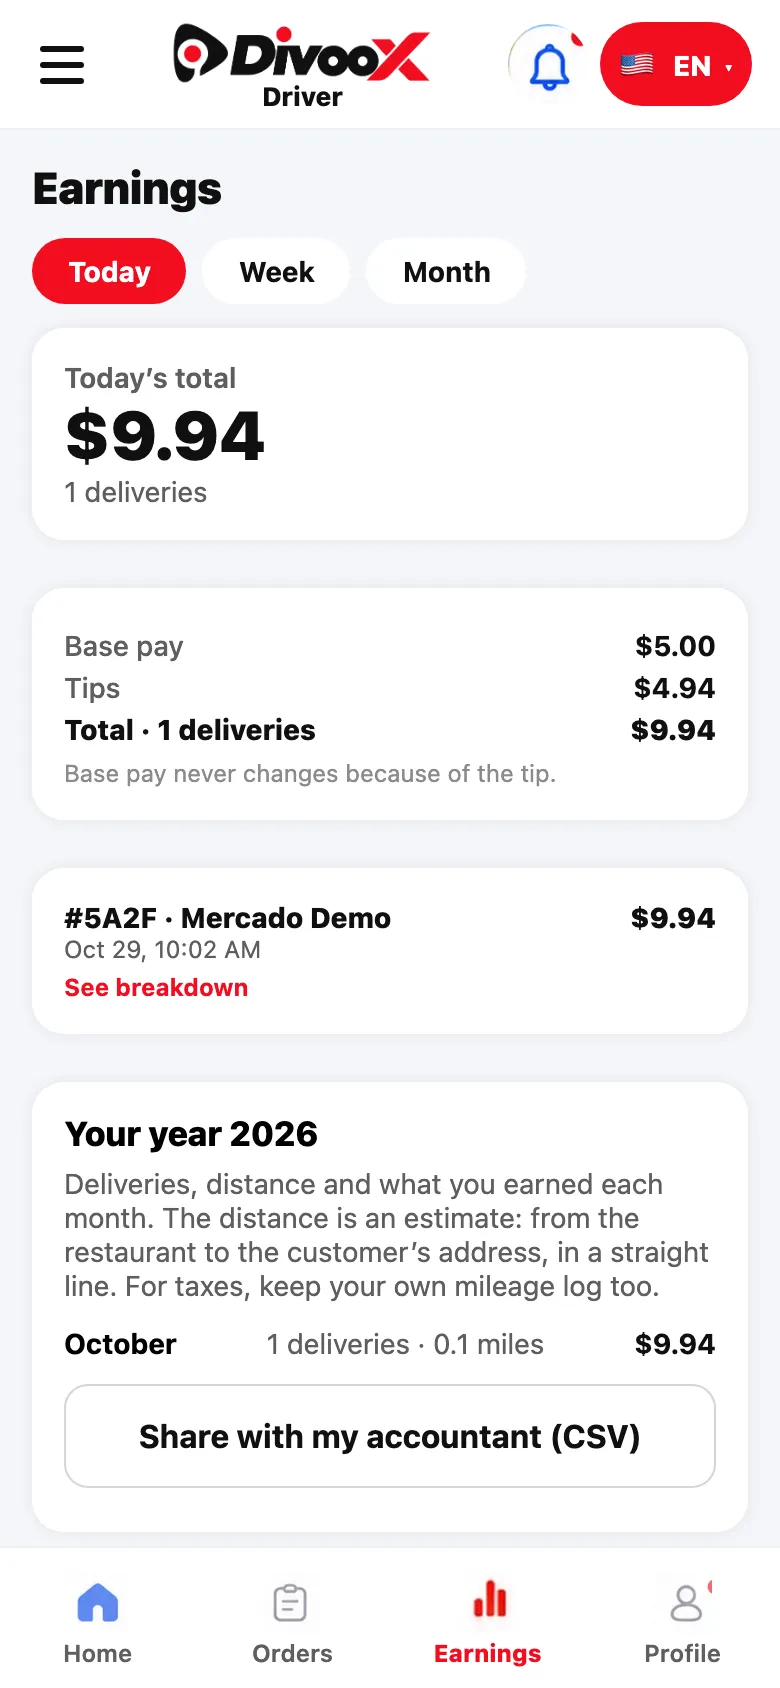 DivooX
Driver
EN
Earnings
Today
Week
Month
Today’s total
$9.94
1 deliveries
Base pay $5.00
Tips $4.94
Total · 1 deliveries $9.94
Base pay never changes because of the tip.
#5A2F · Mercado Demo $9.94
Oct 29, 10:02 AM
See breakdown
Your year 2026
Deliveries, distance and what you earned each
month. The distance is an estimate: from the
restaurant to the customer’s address, in a straight
line. For taxes, keep your own mileage log too.
October 1 deliveries · 0.1 miles $9.94
Share with my accountant (CSV)
Home
Orders
Earnings
Profile